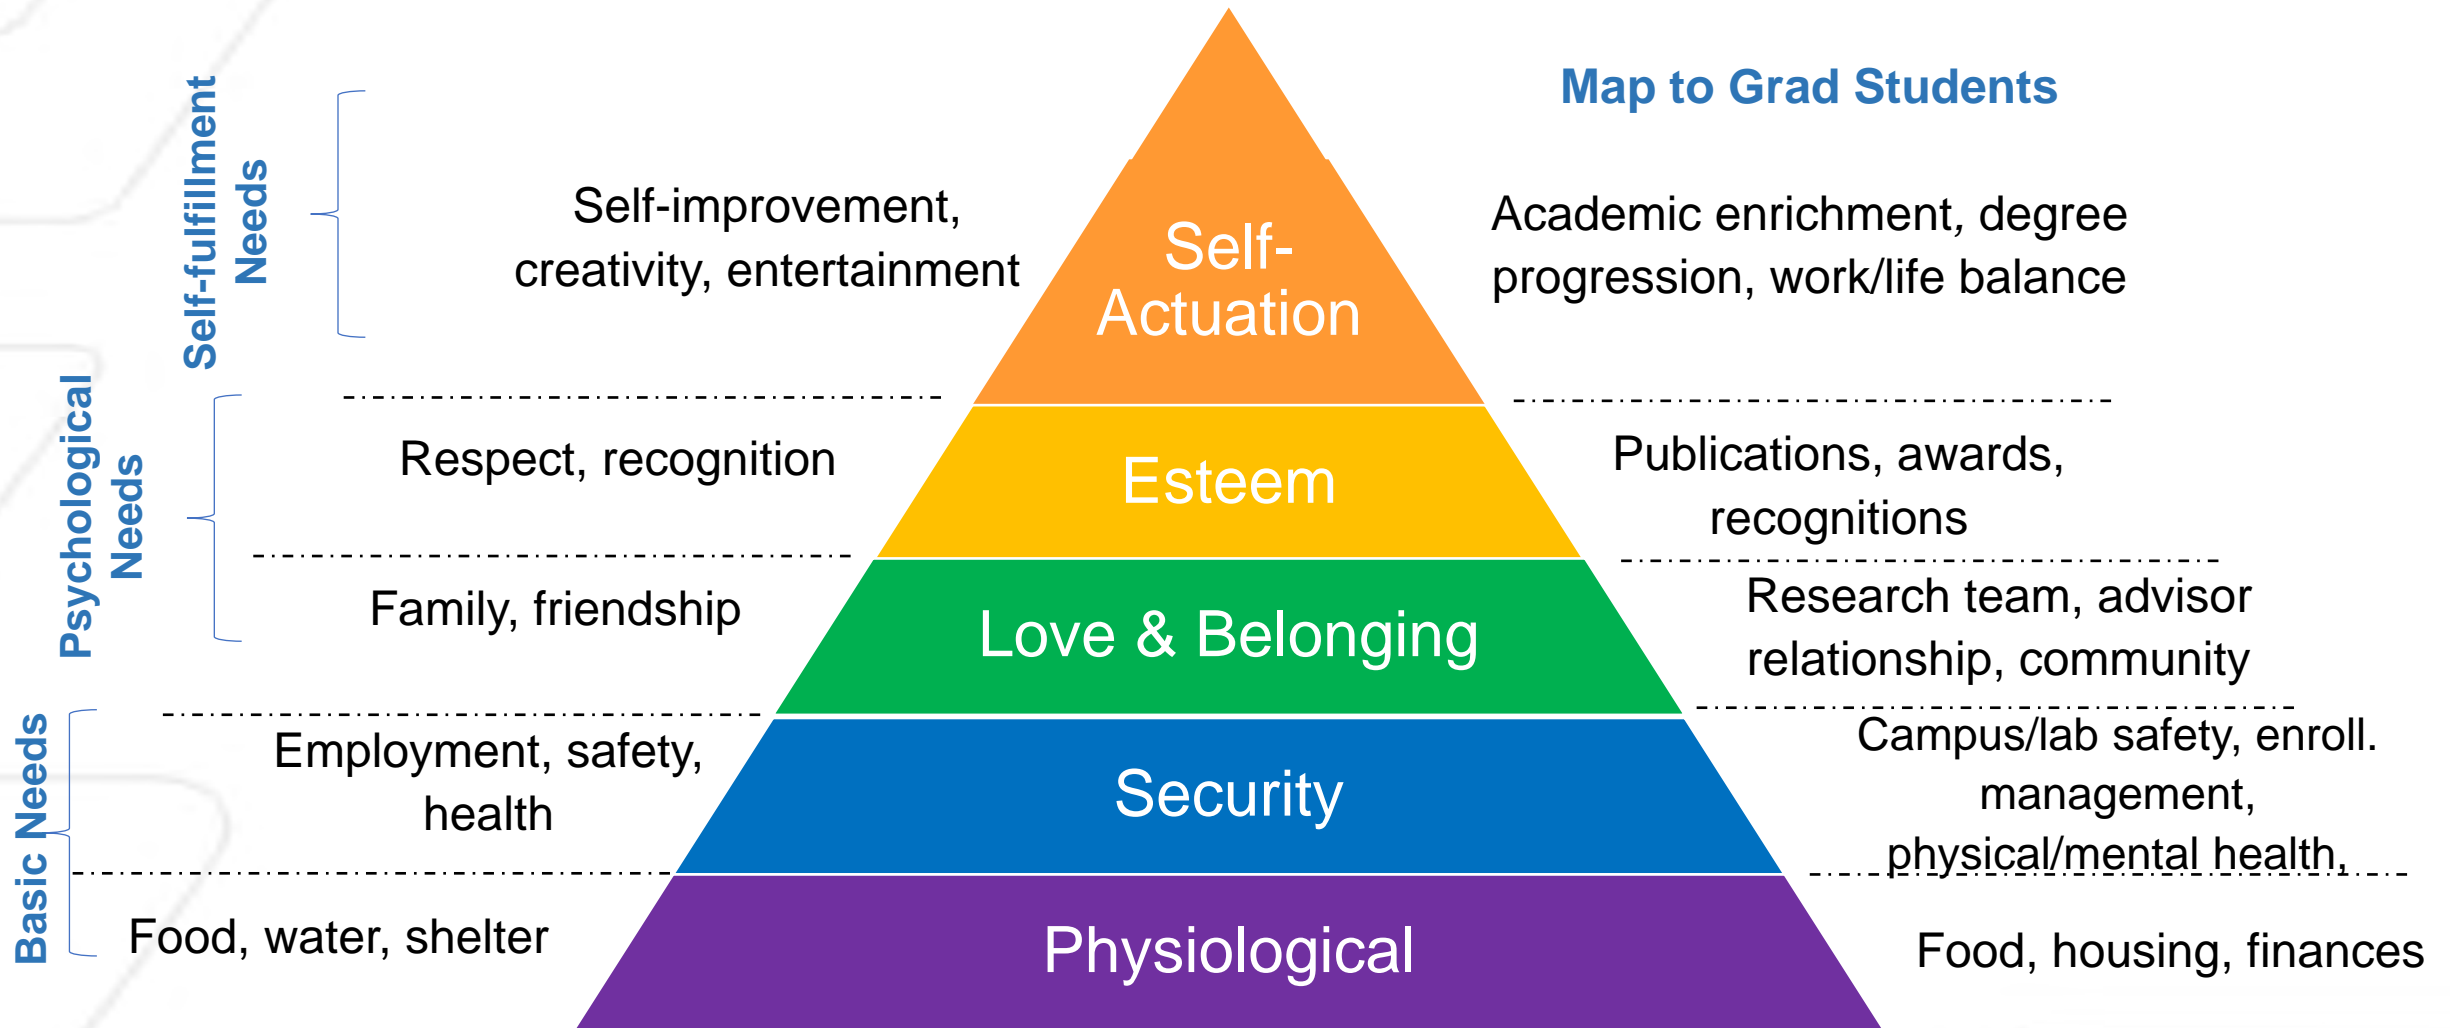 Map to Grad Students
Self-fulfillment
Needs
Self-improvement,
creativity, entertainment
Self-
Actuation
Academic enrichment, degree
progression, work/life balance
Psychological
Needs
Respect, recognition
Esteem
Publications, awards,
recognitions
Family, friendship
Love & Belonging
Research team, advisor
relationship, community
Basic Needs
Employment, safety,
health
Security
Campus/lab safety, enroll.
management,
physical/mental health,
Food, water, shelter
Physiological
Food, housing, finances